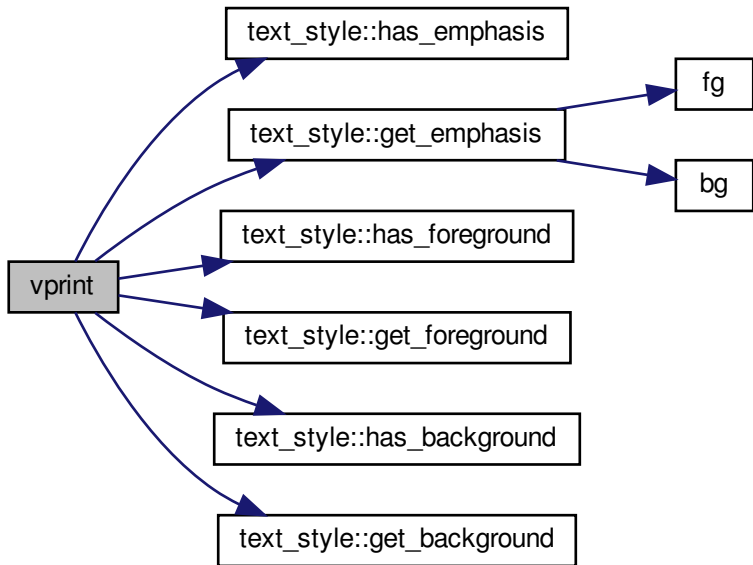 text_style::has_emphasis
fg
text_style::get_emphasis
bg
text_style::has_foreground
vprint
text_style::get_foreground
text_style::has_background
text_style::get_background